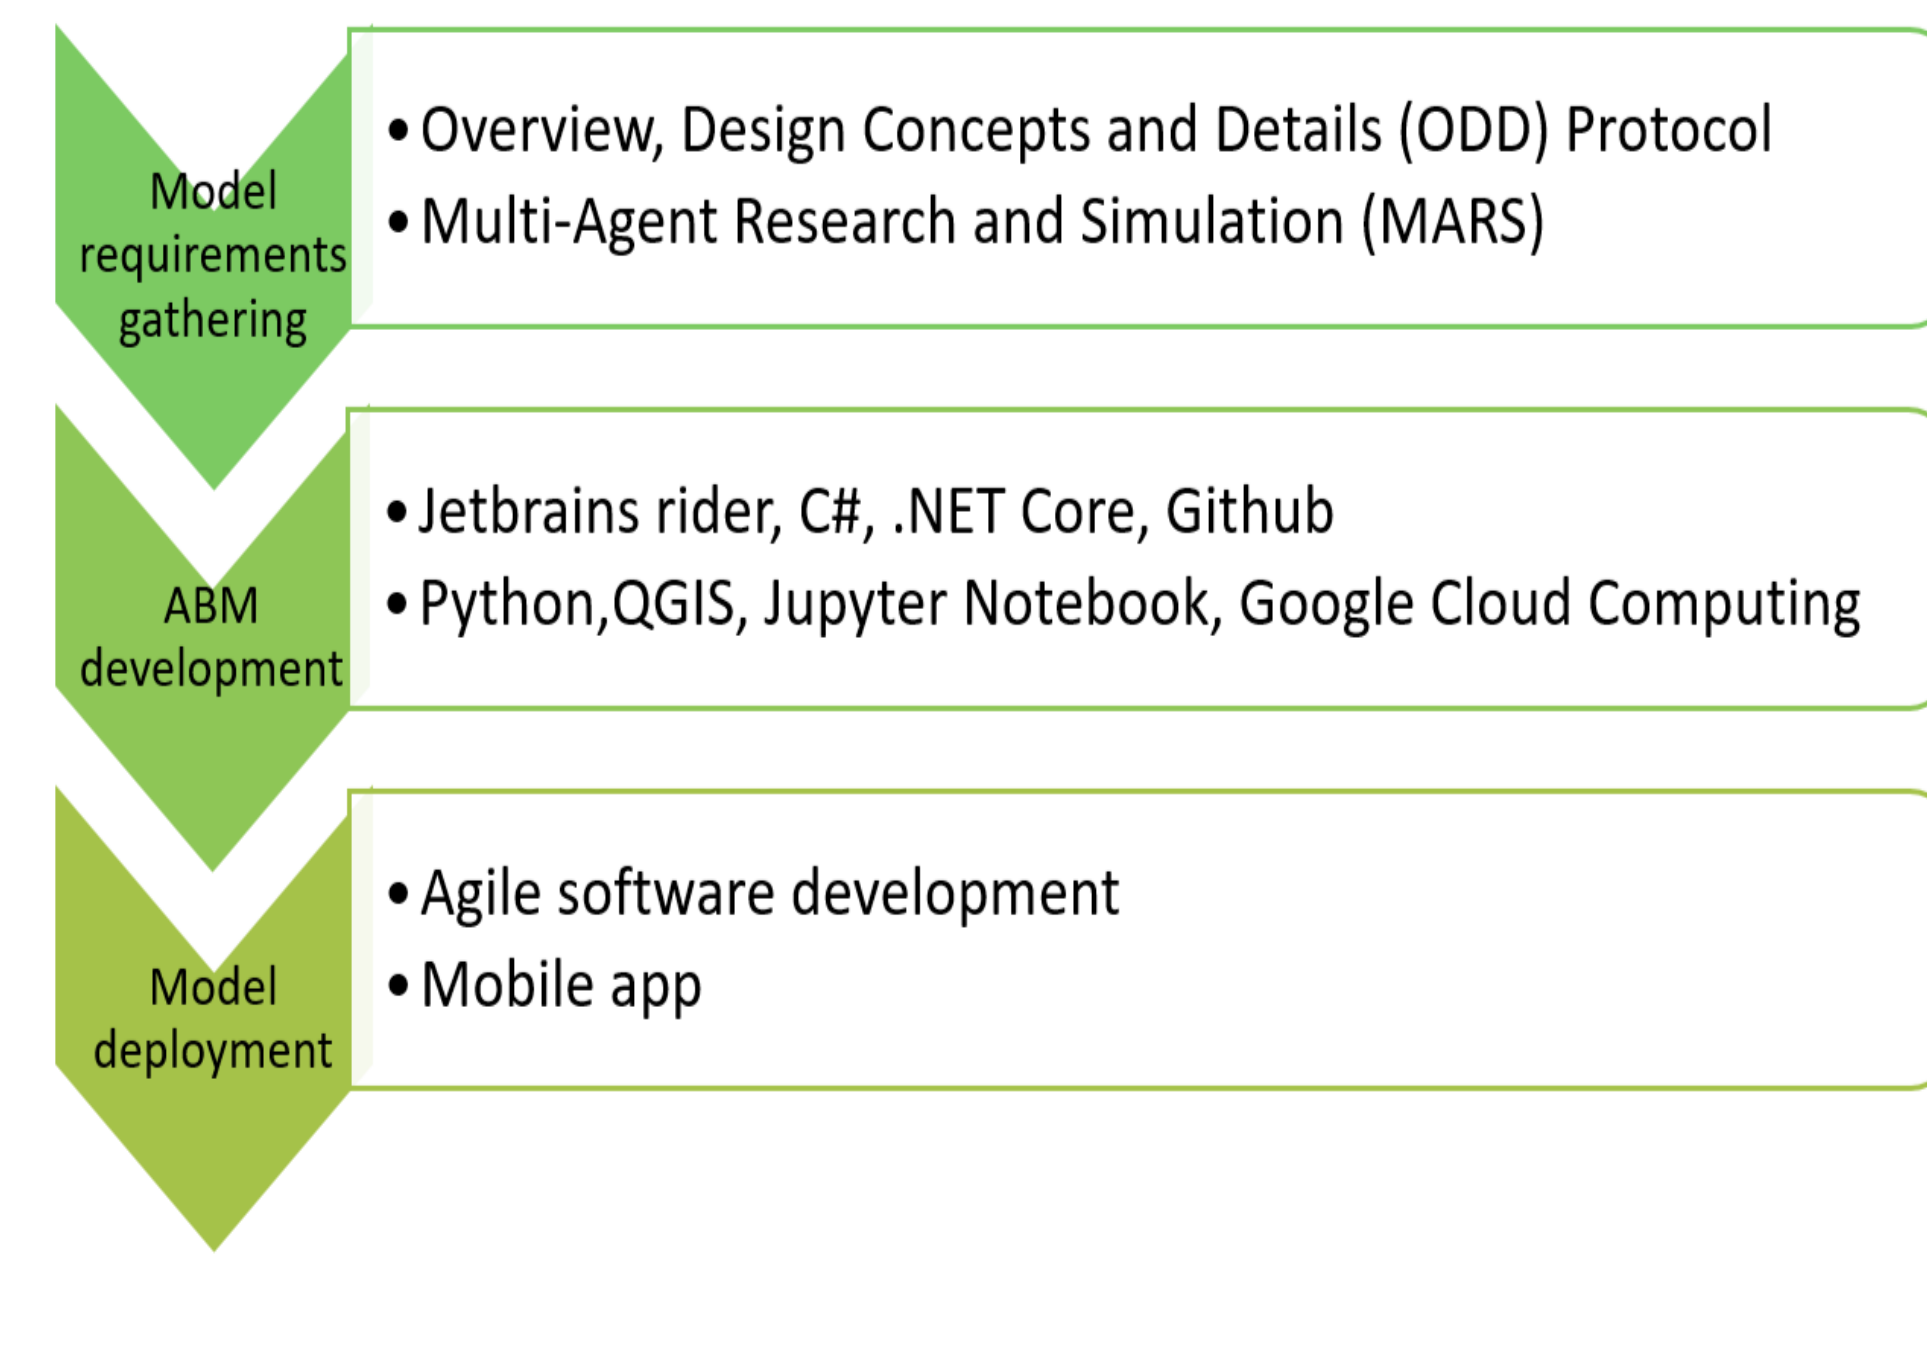 Model
requirements
gathering
• Overview, Design Concepts and Details (ODD) Protocol
• Multi-Agent Research and Simulation (MARS)
ABM
development
• Jetbrains rider, C#, .NET Core, Github
• Python,QGIS, Jupyter Notebook, Google Cloud Computing
Model
deployment
• Agile software development
• Mobile app